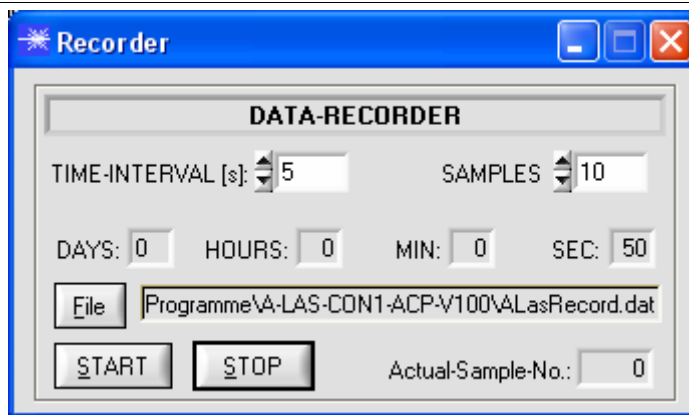 Recorder
DATA-RECORDER
TIME-INTERVAL [s]: 5 SAMPLES 10
DAYS: 0 HOURS: 0 MIN: 0 SEC: 50
File Programme\A-LAS-CON1-ACP-V100\ALasRecord.dat
START STOP Actual-Sample-No.: 0